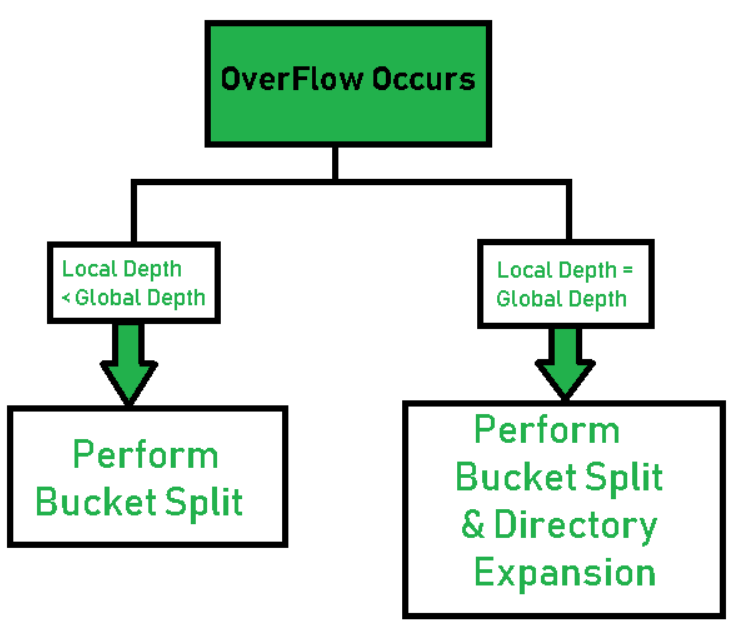 OverFlow Occurs
Local Depth
< Global Depth
Local Depth =
Global Depth
Perform
Bucket Split
Perform
Bucket Split
& Directory
Expansion